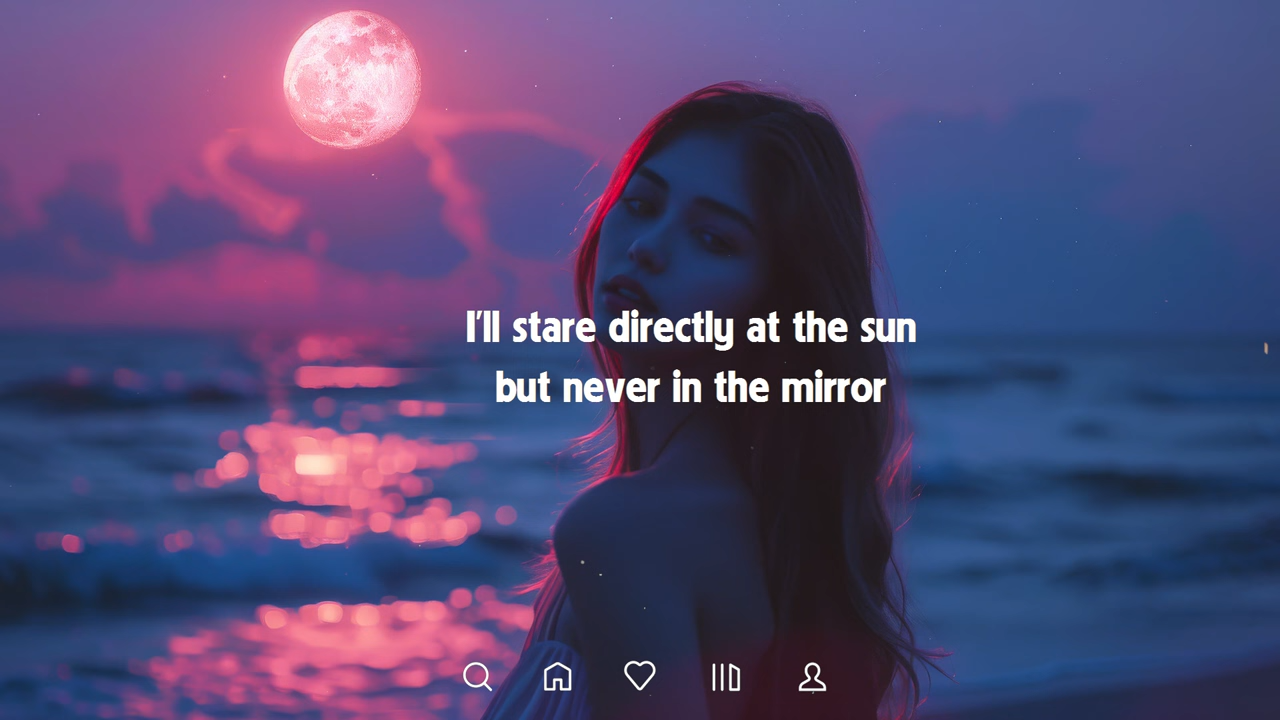 I'll stare directly at the sun
but never in the mirror